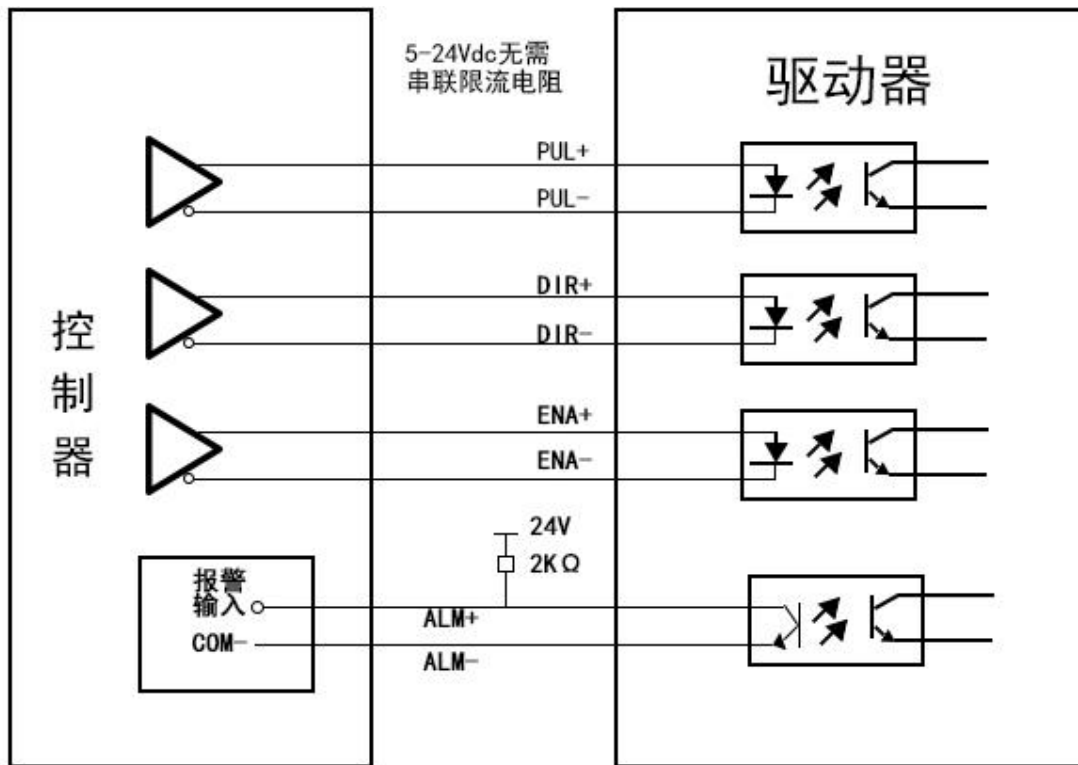 5-24Vdc无需
串联限流电阻
驱动器
PUL+
PUL-
DIR+
DIR-
控制器
ENA+
ENA-
24V
2KΩ
报警
输入
ALM+
COM-
ALM-